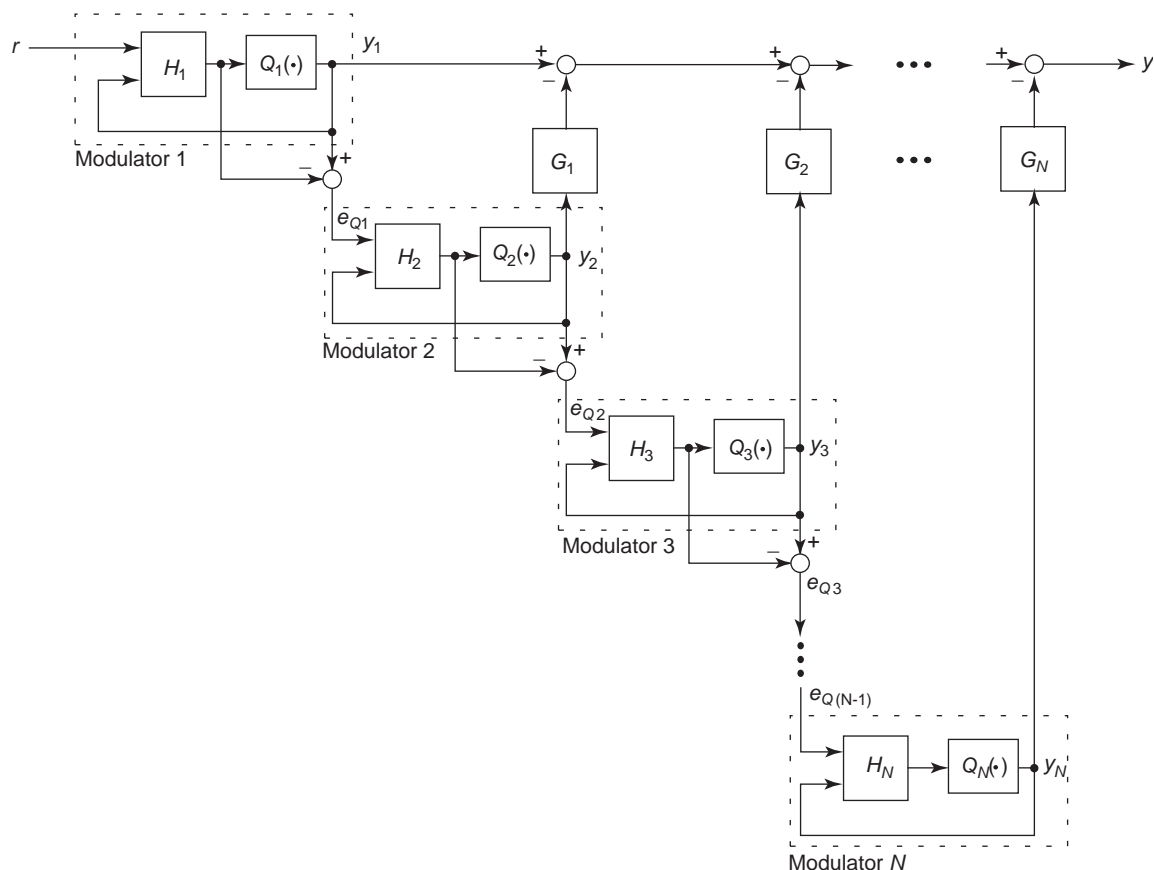 r
H1
Q1(•)
y1
+
−
+
−
+
−
y
Modulator 1
+
−
G1
G2
GN
eQ1
H2
Q2(•)
y2
Modulator 2
+
−
eQ2
H3
Q3(•)
y3
Modulator 3
+
−
eQ3
eQ(N-1)
HN
QN(•)
yN
Modulator N